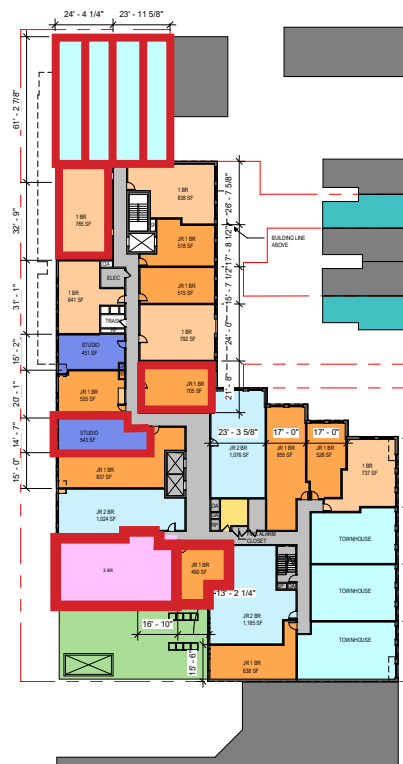 24' - 4 1/4"
23' - 11 5/8"
61' - 2 7/8"
32' - 9"
31' - 1"
15' - 2"
20' - 1"
14' - 7"
15' - 0"
1 BR
785 SF
1 BR
838 SF
JR 1 BR
518 SF
JR 1 BR
515 SF
1 BR
792 SF
26' - 7 5/8"
17' - 8 1/2"
15' - 7 1/2"
24' - 0"
21' - 8"
BUILDING LINE
ABOVE
ELEC
1 BR
641 SF
TRASH
STUDIO
451 SF
JR 1 BR
555 SF
JR 1 BR
705 SF
STUDIO
543 SF
JR 1 BR
837 SF
JR 2 BR
1,024 SF
23' - 3 5/8"
17' - 0"
17' - 0"
JR 2 BR
1,076 SF
JR 1 BR
855 SF
JR 1 BR
528 SF
1 BR
737 SF
ALARM
CLOSET
3 BR
JR 1 BR
490 SF
13' - 2 1/4"
JR 2 BR
1,185 SF
TOWNHOUSE
TOWNHOUSE
TOWNHOUSE
16' - 10"
15' - 6"
JR 1 BR
638 SF